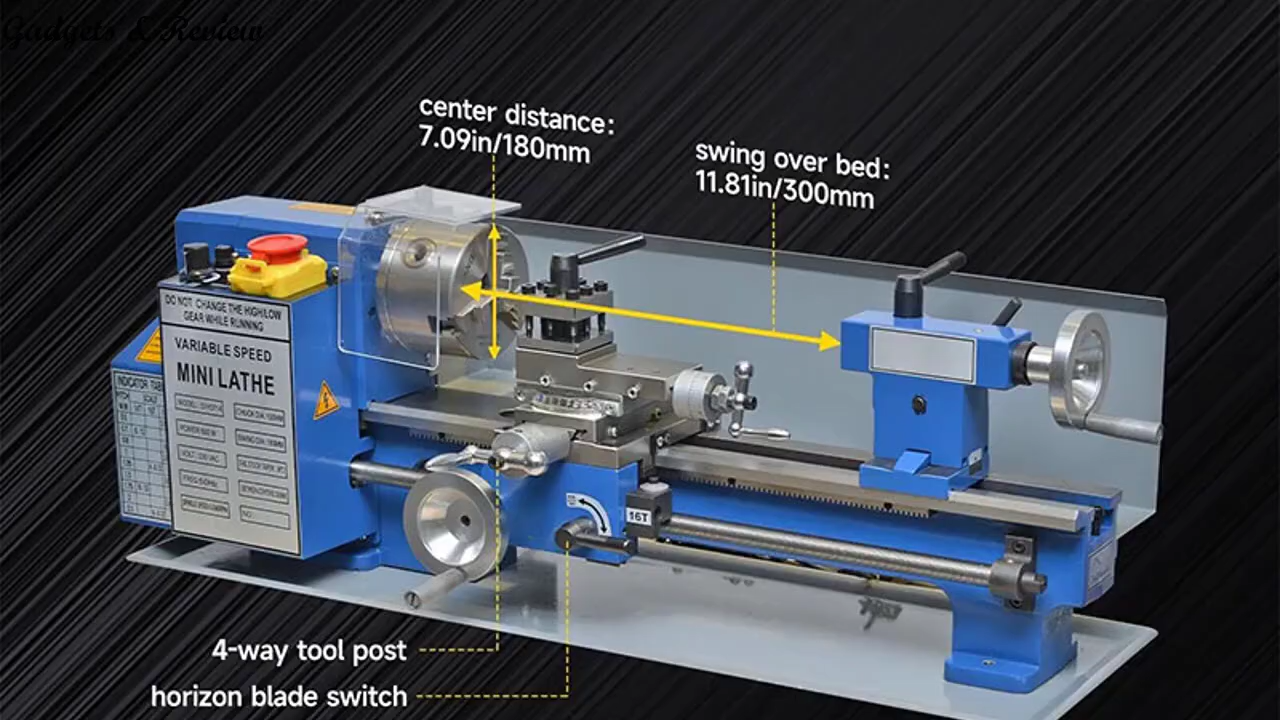 Gadgets & Review
center distance:
7.09in/180mm
swing over bed:
11.81in/300mm
DO NOT CHANGE THE HIGH/LOW
GEAR WHILE RUNNING
VARIABLE SPEED
MINI LATHE
INDICATOR
16T
4-way tool post
horizon blade switch